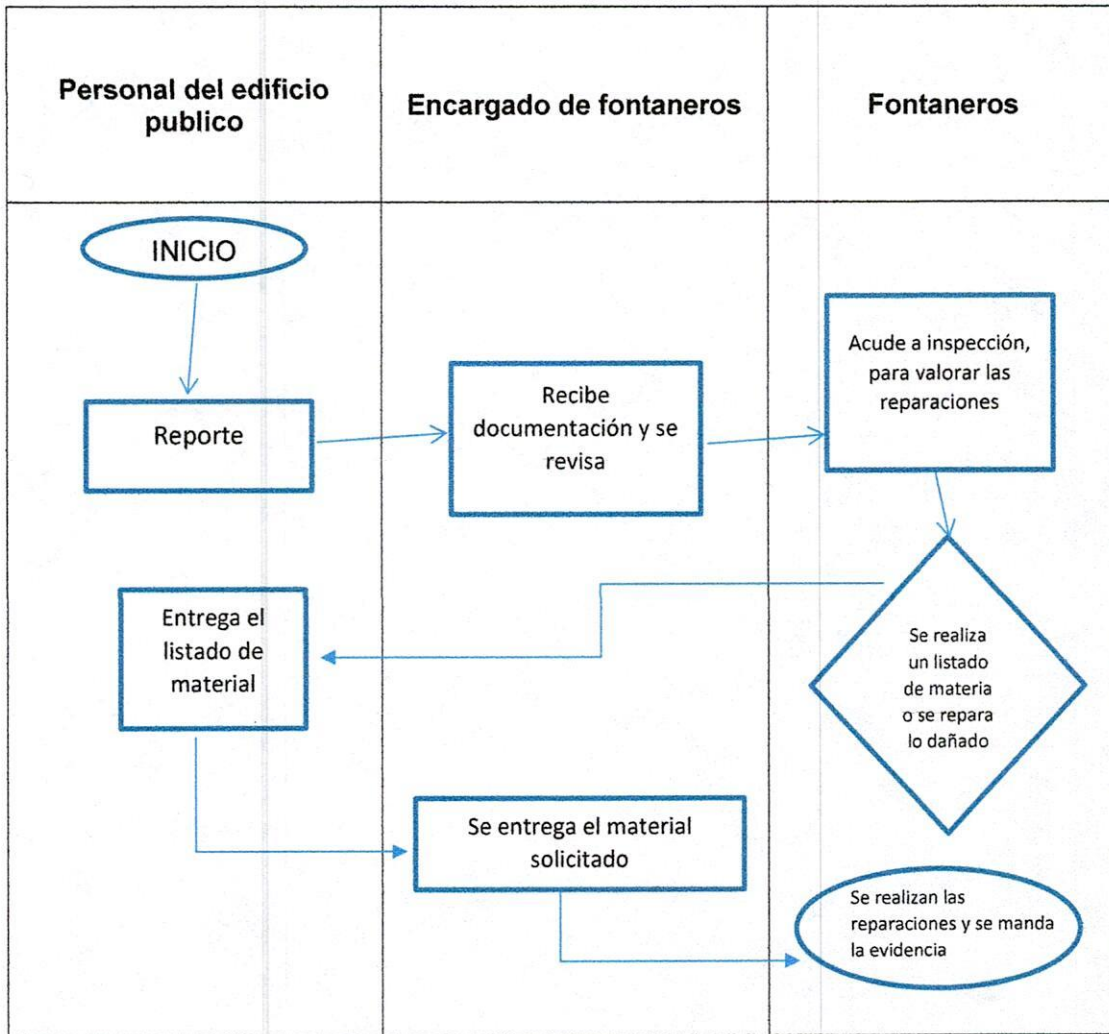 Personal del edificio
publico
Encargado de fontaneros
Fontaneros
INICIO
Reporte
Recibe
documentación y se
revisa
Acude a inspección,
para valorar las
reparaciones
Se realiza
un listado
de materia
o se repara
lo dañado
Entrega el
listado de
material
Se entrega el material
solicitado
Se realizan las
reparaciones y se manda
la evidencia